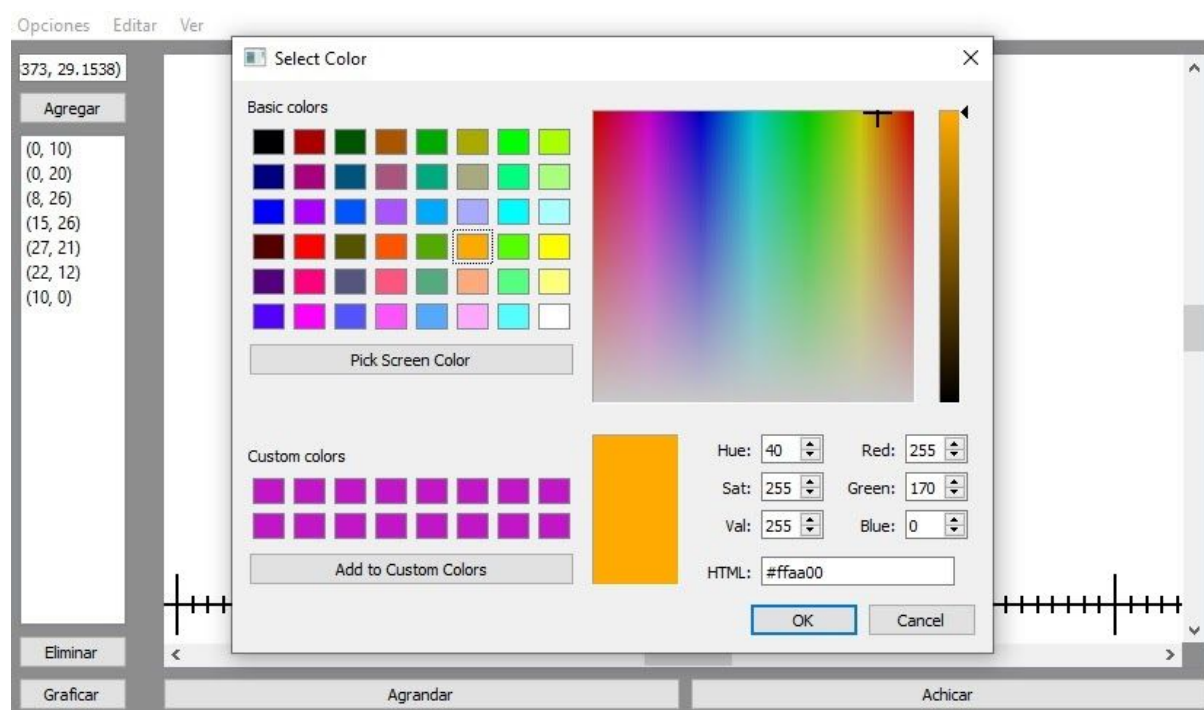 Opciones Editar Ver
373, 29.1538)
Agregar
(0, 10)
(0, 20)
(8, 26)
(15, 26)
(27, 21)
(22, 12)
(10, 0)
Eliminar
Graficar
Select Color
Basic colors
Pick Screen Color
Custom colors
Add to Custom Colors
Hue: 40 Red: 255
Sat: 255 Green: 170
Val: 255 Blue: 0
HTML: #ffaa00
OK Cancel
Agrandar Achicar